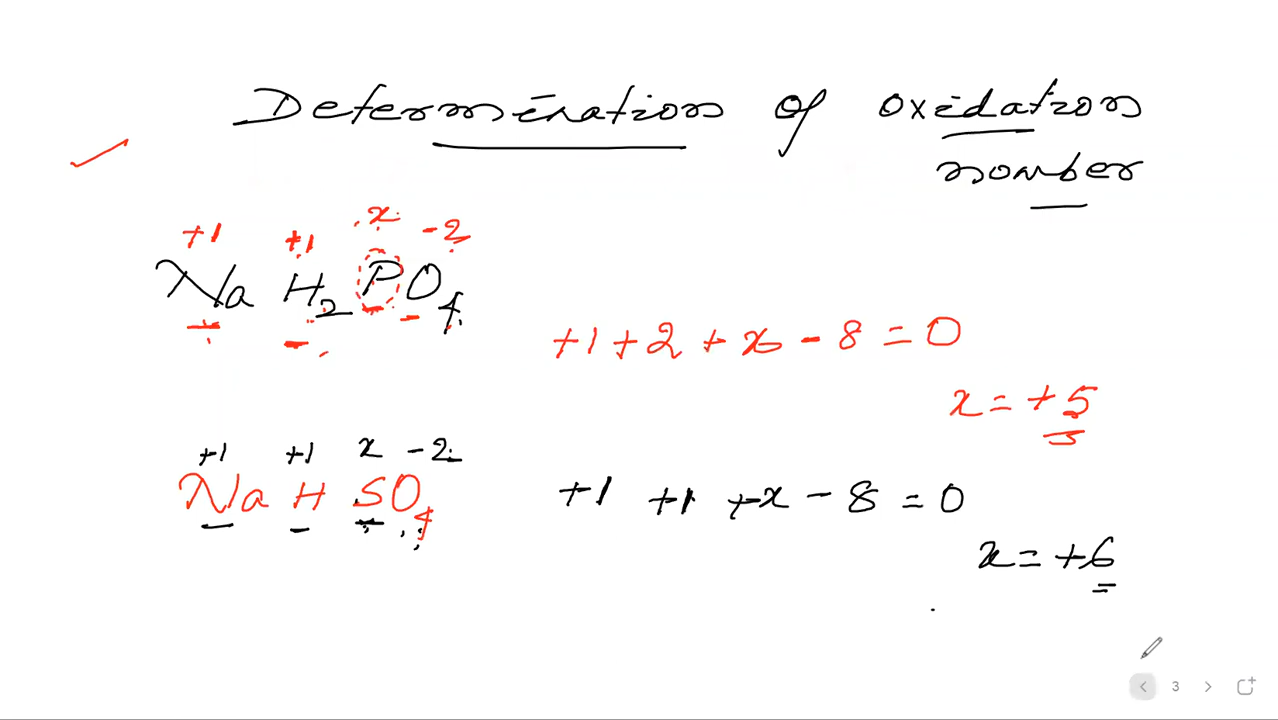 Determination of oxidation
number
+1 +1 x -2
NaH₂PO₄
+1 +2 + x - 8 = 0
x = +5
+1 +1 x -2
NaHSO₄
+1 +1 +x - 8 = 0
x = +6
3